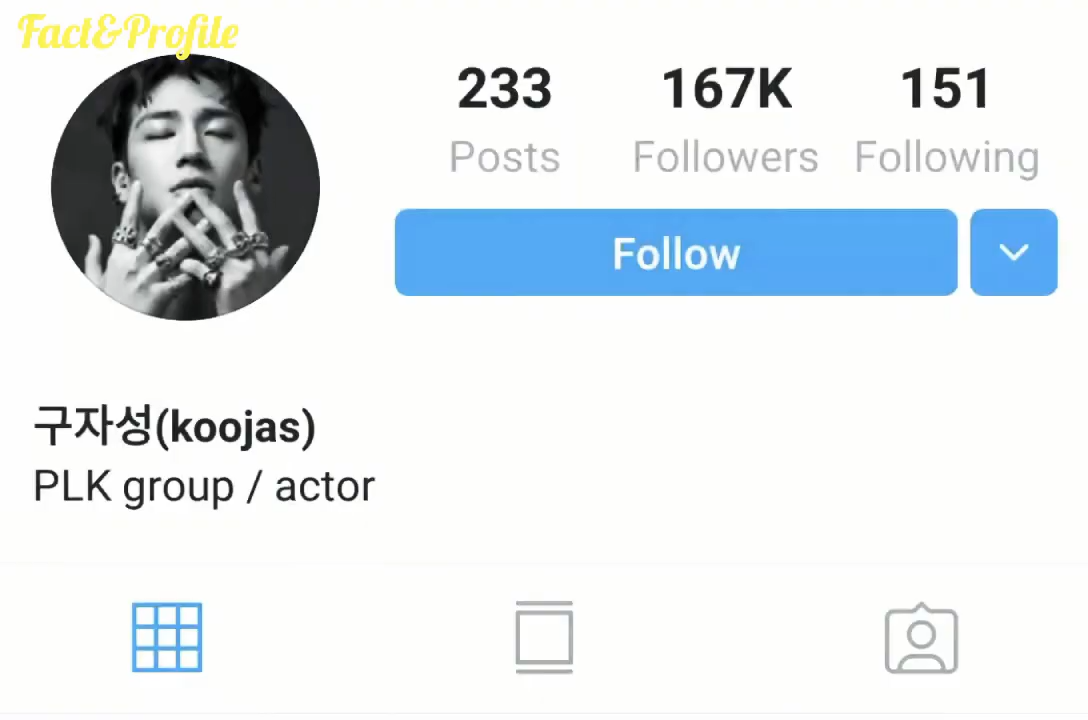 Fact&Profile
233 167K 151
Posts Followers Following
Follow
구자성(koojas)
PLK group / actor